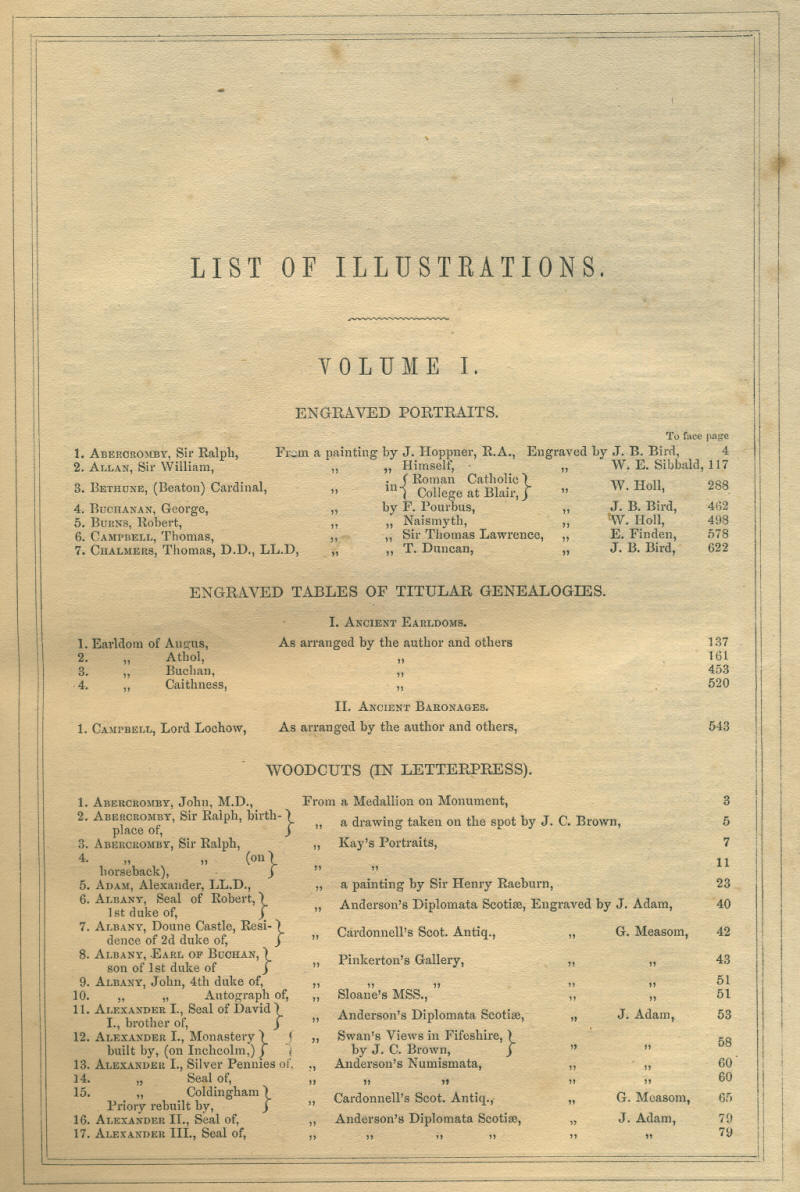 LIST OF ILLUSTRATIONS.
VOLUME I.
ENGRAVED PORTRAITS.
To face page
1. ABERCROMBY, Sir Ralph, From a painting by J. Hoppner, R.A., Engraved by J. B. Bird, 4
2. ALLAN, Sir William, „ „ Himself, „ W. E. Sibbald, 117
3. BETHUNE, (Beaton) Cardinal, „ in { Roman Catholic College at Blair, } „ W. Holl, 288
4. BUCHANAN, George, „ by F. Pourbus, „ J. B. Bird, 462
5. BURNS, Robert, „ „ Naismyth, „ W. Holl, 498
6. CAMPBELL, Thomas, „ „ Sir Thomas Lawrence, „ E. Finden, 578
7. CHALMERS, Thomas, D.D., LL.D, „ „ T. Duncan, „ J. B. Bird, 622
ENGRAVED TABLES OF TITULAR GENEALOGIES.
I. ANCIENT EARLDOMS.
1. Earldom of Angus, As arranged by the author and others 137
2. „ Athol, „ 161
3. „ Buchan, „ 453
4. „ Caithness, „ 520
II. ANCIENT BARONAGES.
1. CAMPBELL, Lord Lochow, As arranged by the author and others, 543
WOODCUTS (IN LETTERPRESS).
1. ABERCROMBY, John, M.D., From a Medallion on Monument, 3
2. ABERCROMBY, Sir Ralph, birth-
place of, } „ a drawing taken on the spot by J. C. Brown, 5
3. ABERCROMBY, Sir Ralph, „ Kay's Portraits, 7
4. „ „ (on
horseback), } „ „ 11
5. ADAM, Alexander, LL.D., „ a painting by Sir Henry Raeburn, 23
6. ALBANY, Seal of Robert,
1st duke of, } „ Anderson's Diplomata Scotiæ, Engraved by J. Adam, 40
7. ALBANY, Doune Castle, Resi-
dence of 2d duke of, } „ Cardonnell's Scot. Antiq., „ G. Measom, 42
8. ALBANY, EARL OF BUCHAN,
son of 1st duke of } „ Pinkerton's Gallery, „ „ 43
9. ALBANY, John, 4th duke of, „ „ „ „ „ 51
10. „ „ Autograph of, „ Sloane's MSS., „ „ 51
11. ALEXANDER I., Seal of David
I., brother of, } „ Anderson's Diplomata Scotiæ, „ J. Adam, 53
12. ALEXANDER I., Monastery
built by, (on Inchcolm,) } „ Swan's Views in Fifeshire, by J. C. Brown, } „ „ 58
13. ALEXANDER I., Silver Pennies of, „ Anderson's Numismata, „ „ 60
14. „ Seal of, „ „ „ „ „ 60
15. „ Coldingham
Priory rebuilt by, } „ Cardonnell's Scot. Antiq., „ G. Measom, 65
16. ALEXANDER II., Seal of, „ Anderson's Diplomata Scotiæ, „ J. Adam, 79
17. ALEXANDER III., Seal of, „ „ „ „ „ „ 79